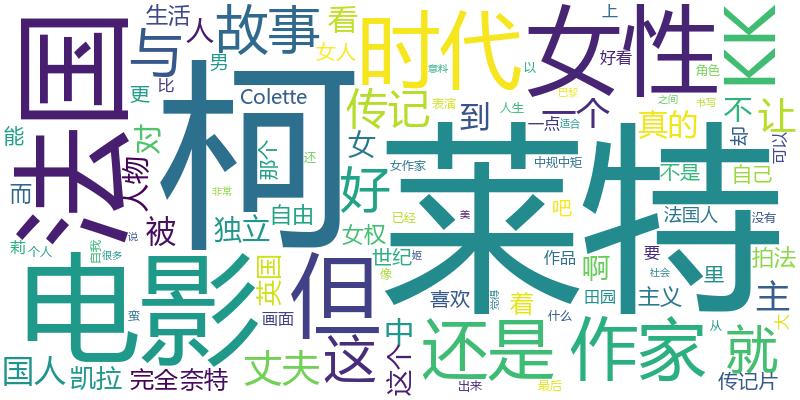 生活
人
故事
看
时代
女性
上
KK
与
女人
好看
角色
法国
更
比
男
Colette
传记
意料
表演
以
巴黎
书写
之间
柯
莱特
到
人生
一点
适合
一个
真的
不
让
能
对
人物
那个
还
女
女作家
中规中矩
不是
却
可以
自己
而
好
非常
被
独立
自由
女权
已经
美
吧
法国人
没有
莉
个人
自我
说
很多
电影
英国
但
世纪
像
姬
作品
啊
要
里
拍法
主
蛮
画面
这
中
喜欢
觉得
着
田园
主义
社会
什么
大
国人
凯拉
完全
奈特
丈夫
这个
还是
出来
最后
作家
从
就
传记片